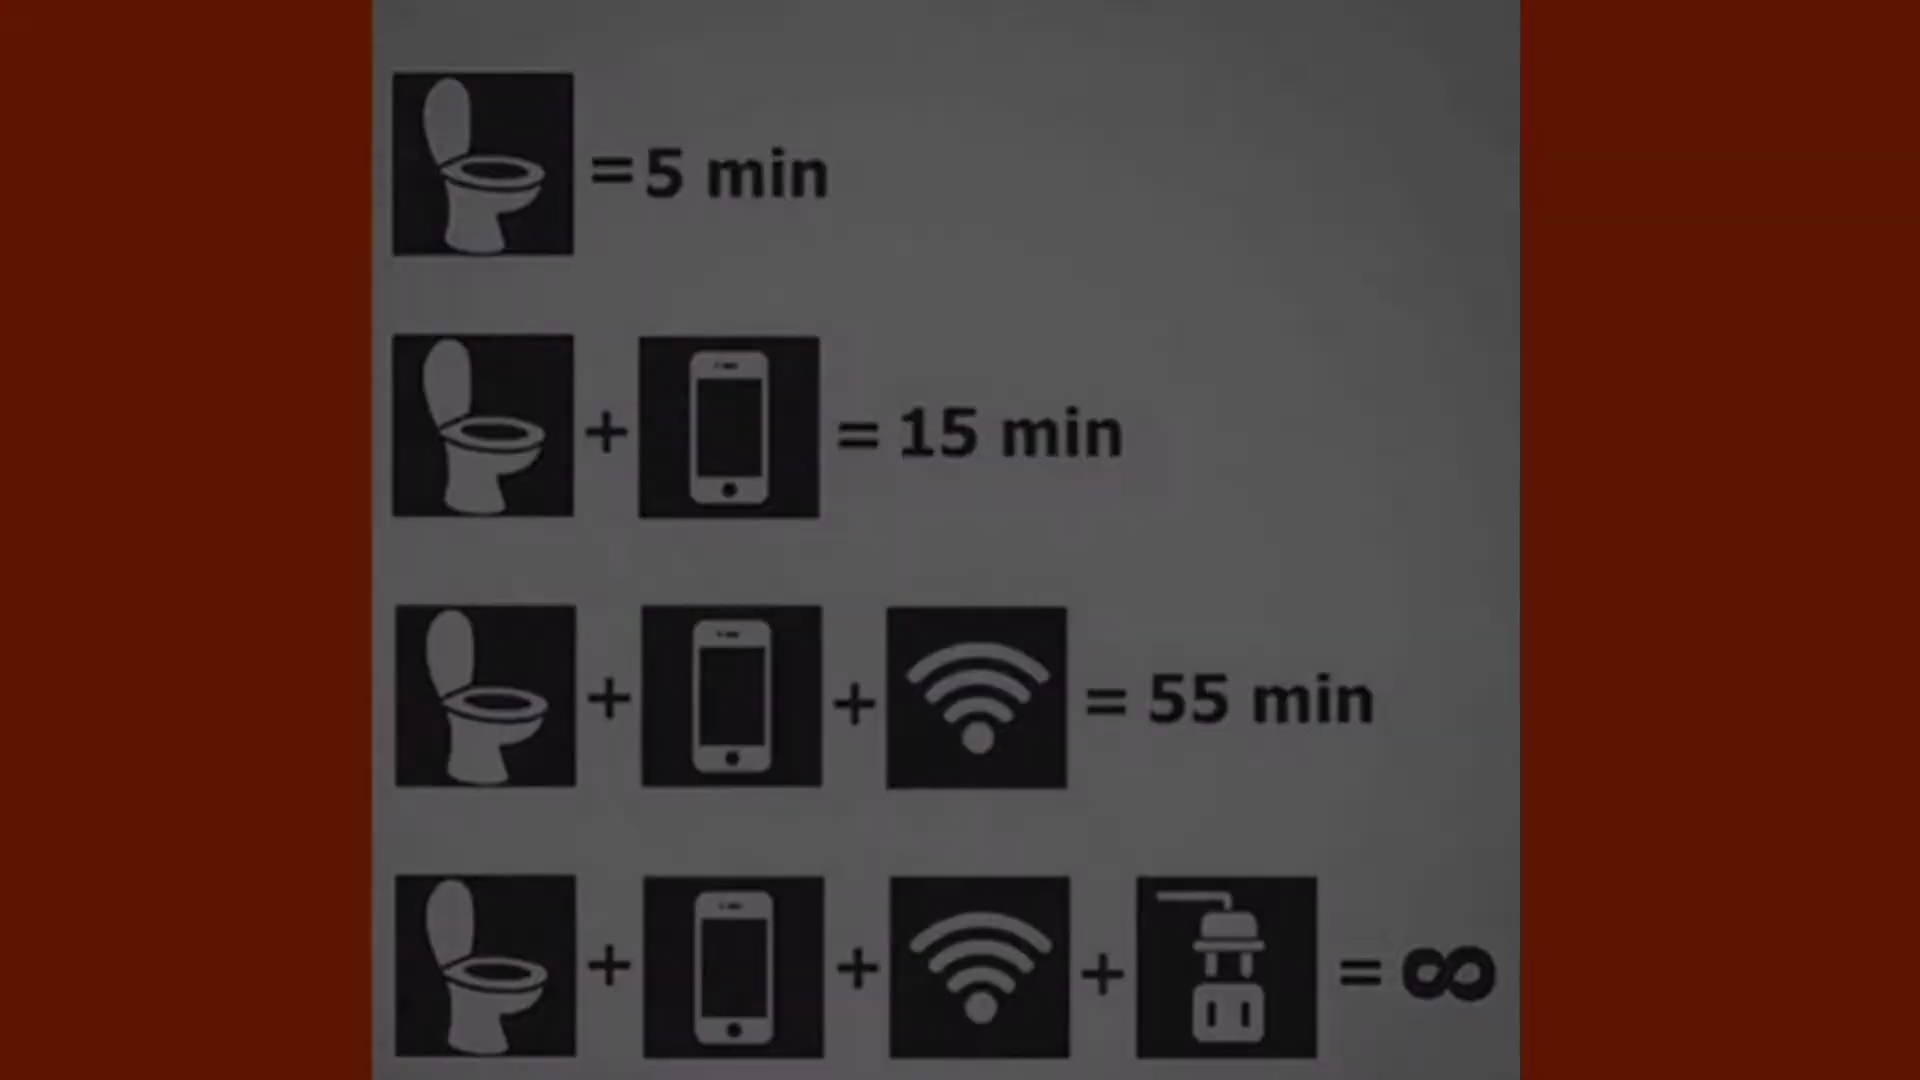 = 5 min
+ = 15 min
+ + = 55 min
+ + + = ∞